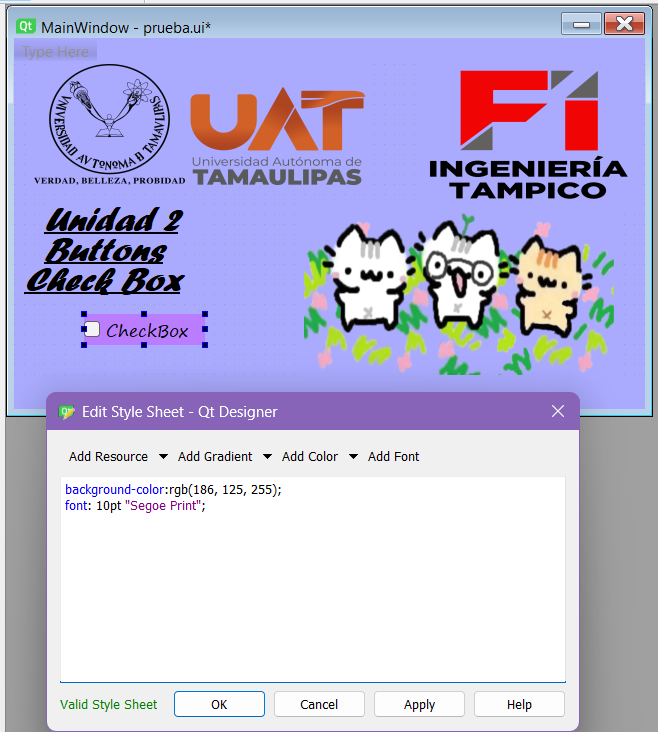 Qt MainWindow - prueba.ui*
Type Here
UNIVERSIDAD AUTONOMA DE TAMAULIPAS
VERDAD, BELLEZA, PROBIDAD
UAT
Universidad Autónoma de
TAMAULIPAS
FI
INGENIERÍA
TAMPICO
Unidad 2
Buttons
Check Box
CheckBox
Qt Edit Style Sheet - Qt Designer
Add Resource Add Gradient Add Color Add Font
background-color:rgb(186, 125, 255);
font: 10pt "Segoe Print";
Valid Style Sheet OK Cancel Apply Help